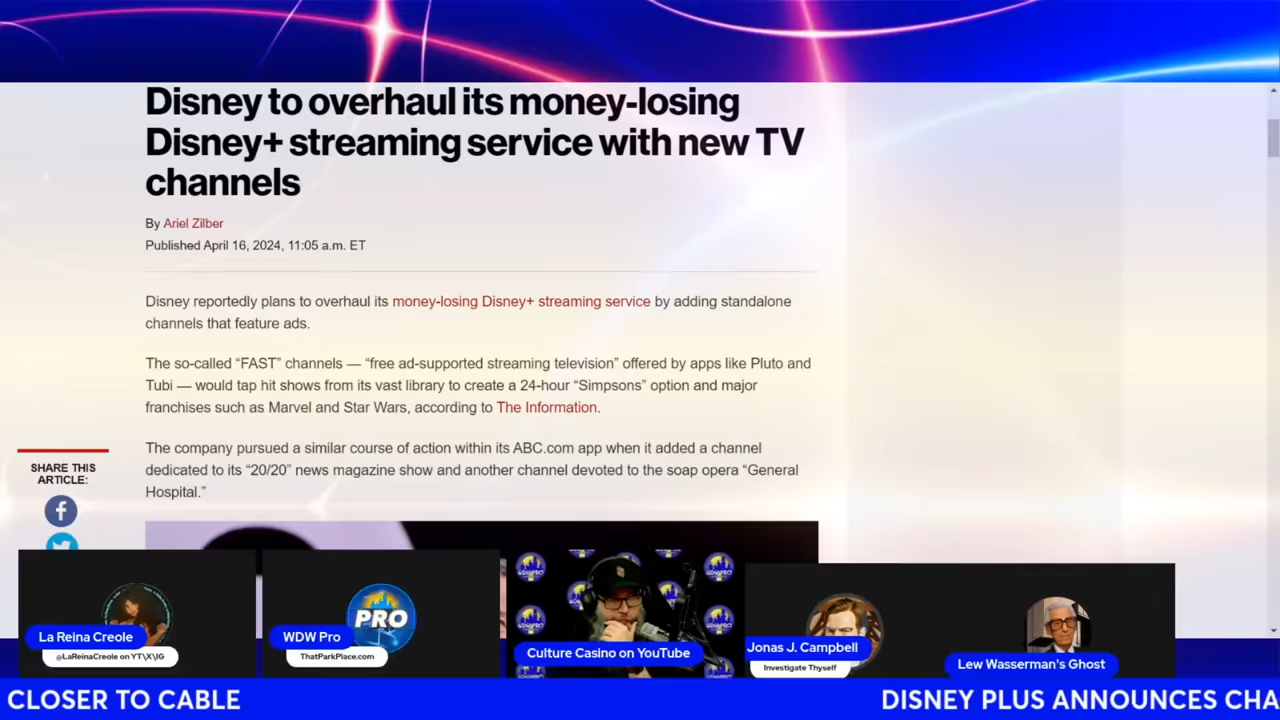 Disney to overhaul its money-losing
Disney+ streaming service with new TV
channels
By Ariel Zilber
Published April 16, 2024, 11:05 a.m. ET
Disney reportedly plans to overhaul its money-losing Disney+ streaming service by adding standalone
channels that feature ads.
The so-called “FAST” channels — “free ad-supported streaming television” offered by apps like Pluto and
Tubi — would tap hit shows from its vast library to create a 24-hour “Simpsons” option and major
franchises such as Marvel and Star Wars, according to The Information.
The company pursued a similar course of action within its ABC.com app when it added a channel
dedicated to its “20/20” news magazine show and another channel devoted to the soap opera “General
Hospital.”
SHARE THIS
ARTICLE:
PRO
La Reina Creole
@LaReinaCreole on YT\X\IG
WDW Pro
ThatParkPlace.com
Culture Casino on YouTube
Jonas J. Campbell
Investigate Thyself
Lew Wasserman's Ghost
CLOSER TO CABLE
DISNEY PLUS ANNOUNCES CHA